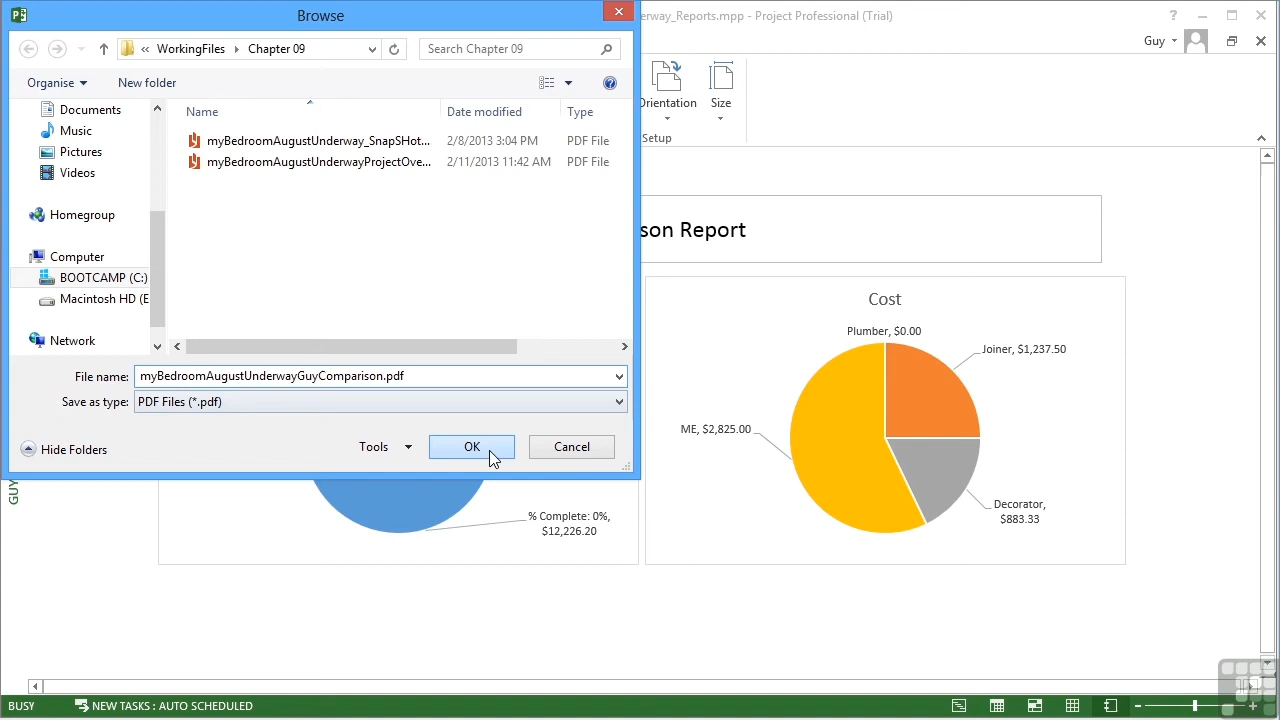 Browse
erway_Reports.mpp - Project Professional (Trial)
WorkingFiles
Chapter 09
Search Chapter 09
Guy
Organise
New folder
Orientation
Size
Setup
Name
Date modified
Type
Documents
Music
Pictures
Videos
Homegroup
Computer
BOOTCAMP (C:)
Macintosh HD (E
Network
myBedroomAugustUnderway_SnapSHot... 2/8/2013 3:04 PM PDF File
myBedroomAugustUnderwayProjectOve... 2/11/2013 11:42 AM PDF File
File name: myBedroomAugustUnderwayGuyComparison.pdf
Save as type: PDF Files (*.pdf)
Hide Folders
Tools
OK
Cancel
son Report
Cost
Plumber, $0.00
Joiner, $1,237.50
ME, $2,825.00
Decorator,
$883.33
% Complete: 0%,
$12,226.20
GUY
BUSY
NEW TASKS : AUTO SCHEDULED